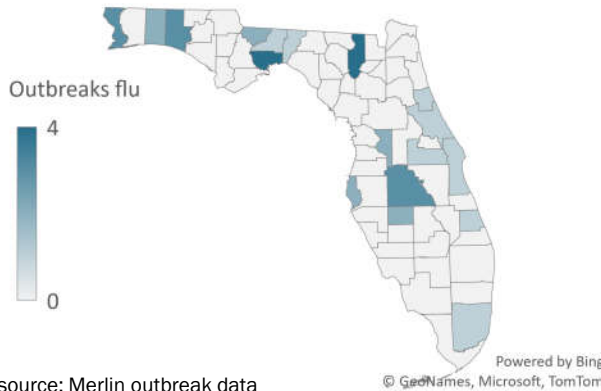 Outbreaks flu
4
0
Powered by Bing
© GeoNames, Microsoft, TomTom
source: Merlin outbreak data